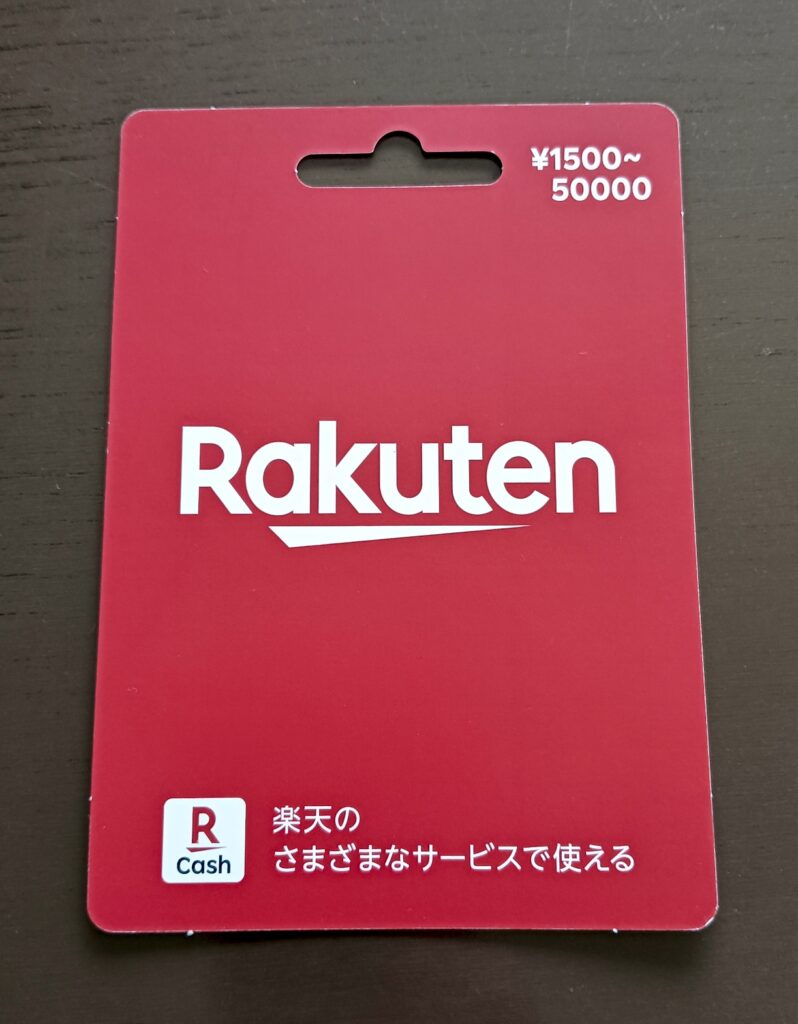 ¥1500~
50000
Rakuten
R
Cash
楽天の
さまざまなサービスで使える